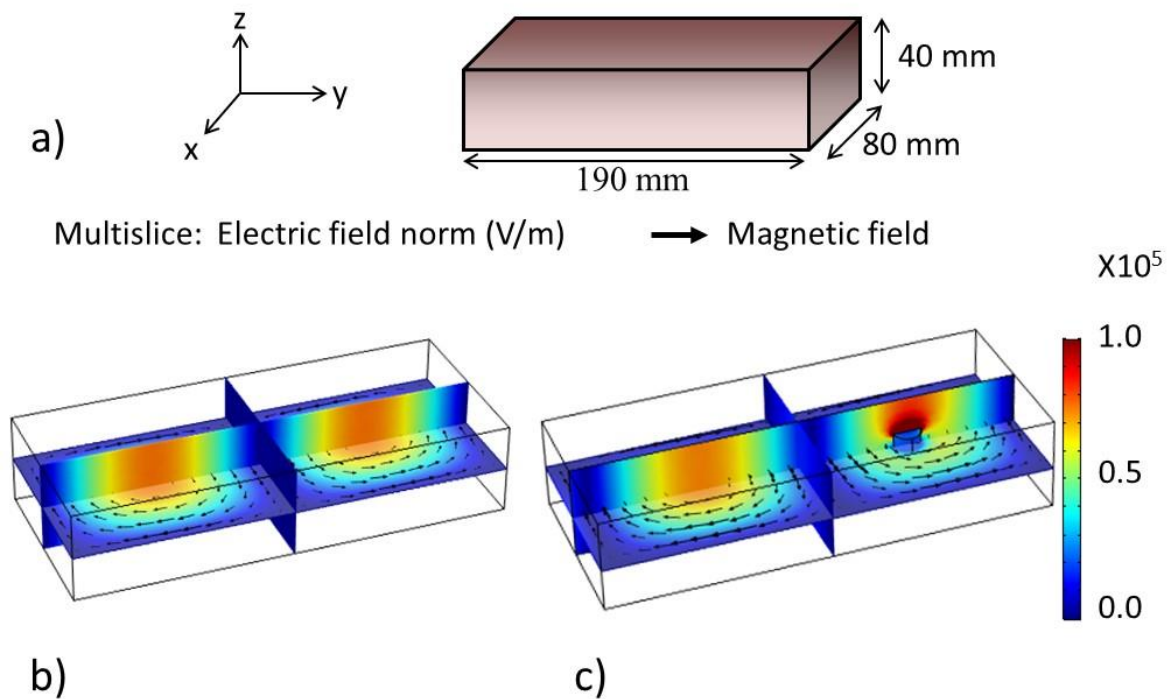 z
y
x
a)
40 mm
80 mm
190 mm
Multislice: Electric field norm (V/m) → Magnetic field
X10⁵
1.0
0.5
0.0
b)
c)